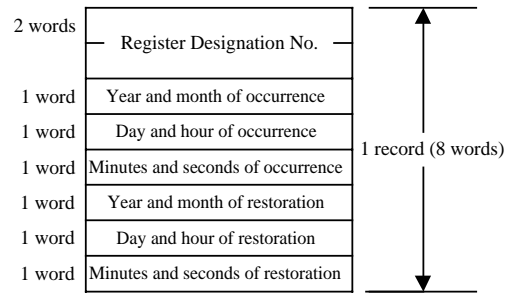 2 words
Register Designation No.
1 word Year and month of occurrence
1 word Day and hour of occurrence
1 word Minutes and seconds of occurrence
1 word Year and month of restoration
1 word Day and hour of restoration
1 word Minutes and seconds of restoration
1 record (8 words)